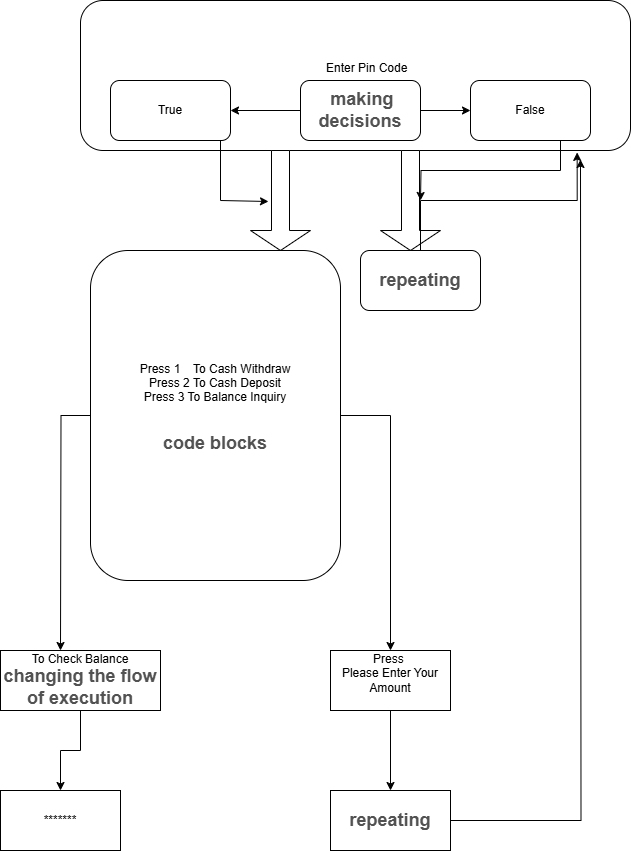 Enter Pin Code
True
making
decisions
False
repeating
Press 1    To Cash Withdraw
Press 2 To Cash Deposit
Press 3 To Balance Inquiry
code blocks
To Check Balance
changing the flow
of execution
Press
Please Enter Your
Amount
*******
repeating